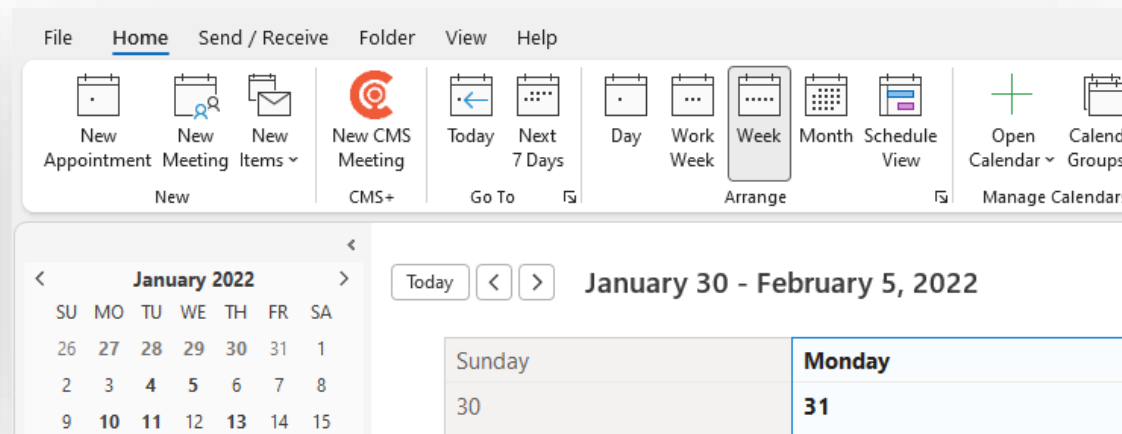 File Home Send / Receive Folder View Help
New Appointment New Meeting New Items New CMS Meeting Today Next 7 Days Day Work Week Week Month Schedule View Open Calendar Groups
New CMS+ Go To Arrange Manage
January 2022
Today January 30 - February 5, 2022
SU MO TU WE TH FR SA
26 27 28 29 30 31 1
Sunday Monday
2 3 4 5 6 7 8
30 31
9 10 11 12 13 14 15